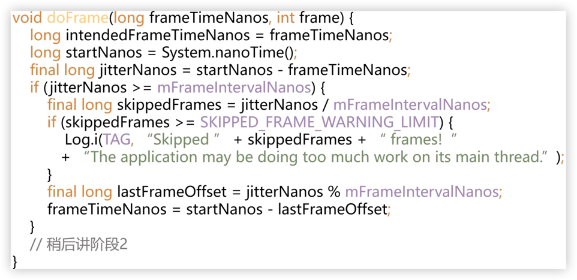 void doFrame(long frameTimeNanos, int frame) {
long intendedFrameTimeNanos = frameTimeNanos;
long startNanos = System.nanoTime();
final long jitterNanos = startNanos - frameTimeNanos;
if (jitterNanos >= mFrameIntervalNanos) {
final long skippedFrames = jitterNanos / mFrameIntervalNanos;
if (skippedFrames >= SKIPPED_FRAME_WARNING_LIMIT) {
Log.i(TAG, “Skipped ” + skippedFrames + “ frames! “
+ “The application may be doing too much work on its main thread.” );
}
final long lastFrameOffset = jitterNanos % mFrameIntervalNanos;
frameTimeNanos = startNanos - lastFrameOffset;
}
// 稍后讲阶段2
}